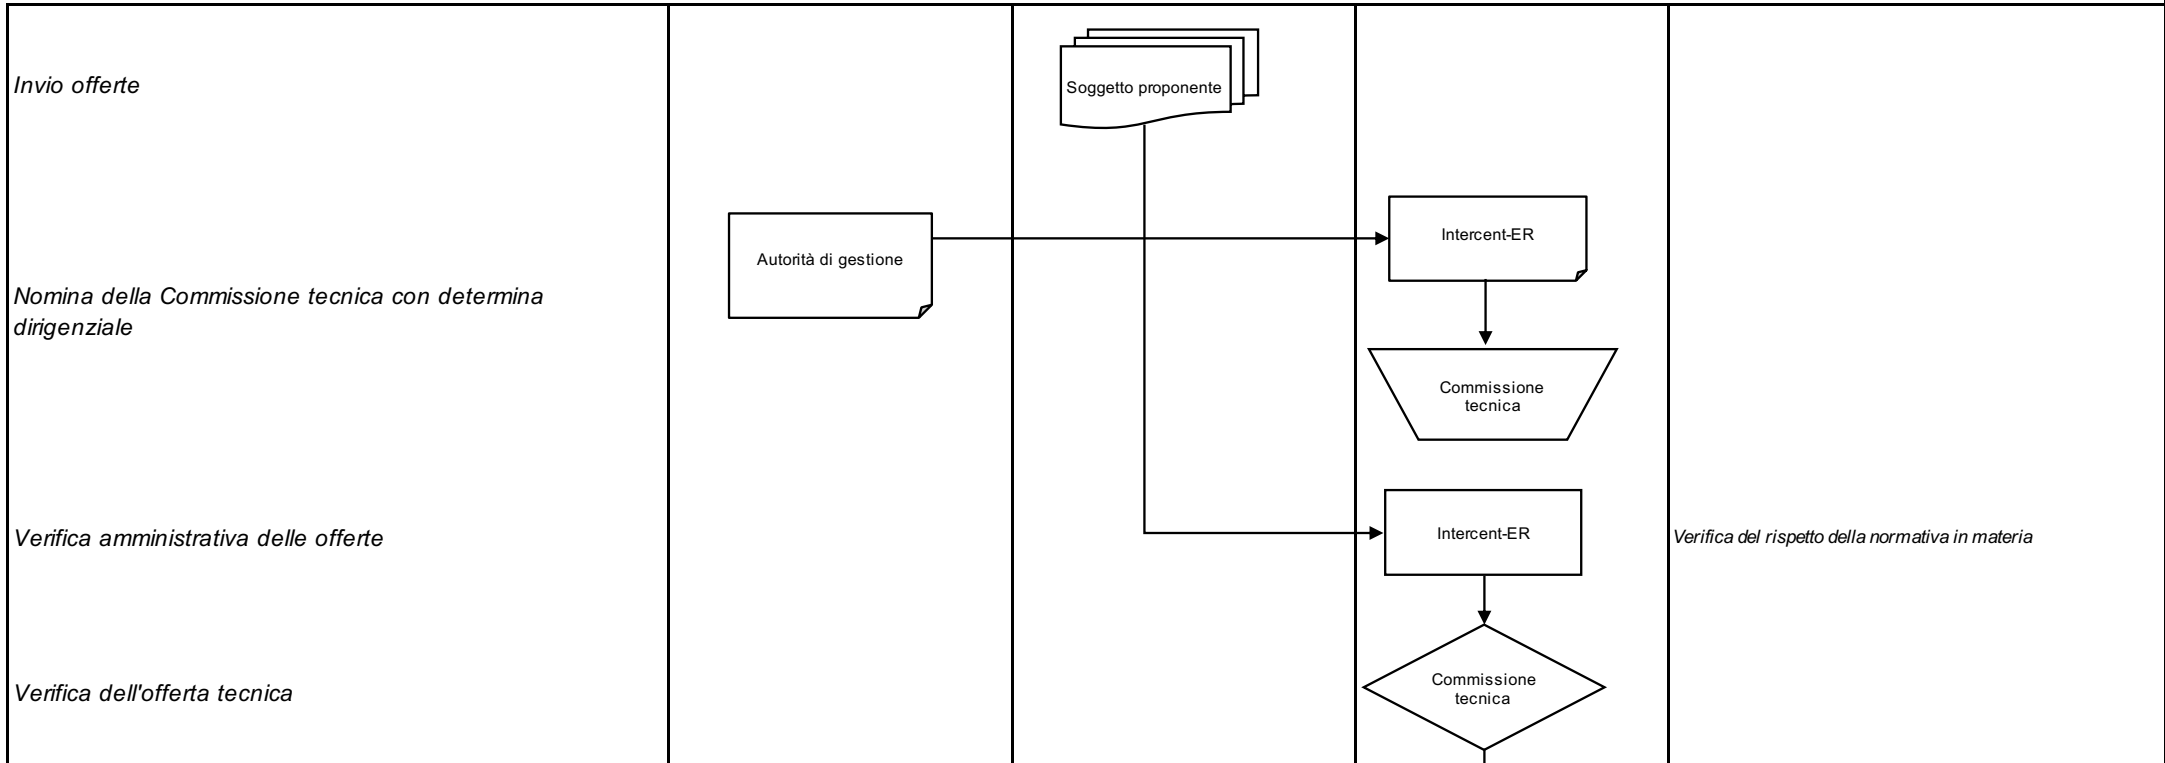 Invio offerte
Soggetto proponente
Autorità di gestione
Intercent-ER
Nomina della Commissione tecnica con determina
dirigenziale
Commissione
tecnica
Verifica amministrativa delle offerte
Intercent-ER
Verifica del rispetto della normativa in materia
Verifica dell'offerta tecnica
Commissione
tecnica